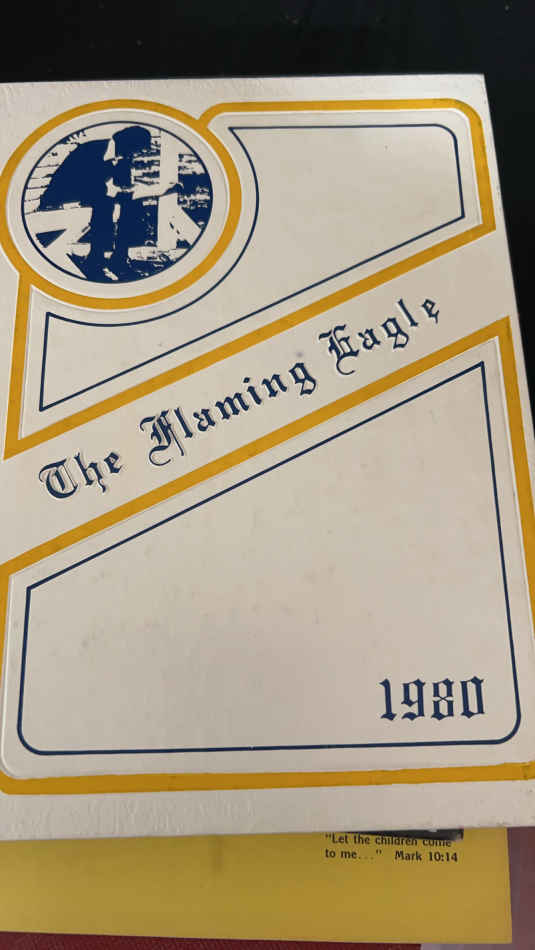 The Flaming Eagle
1980
"Let the children come
to me..." Mark 10:14